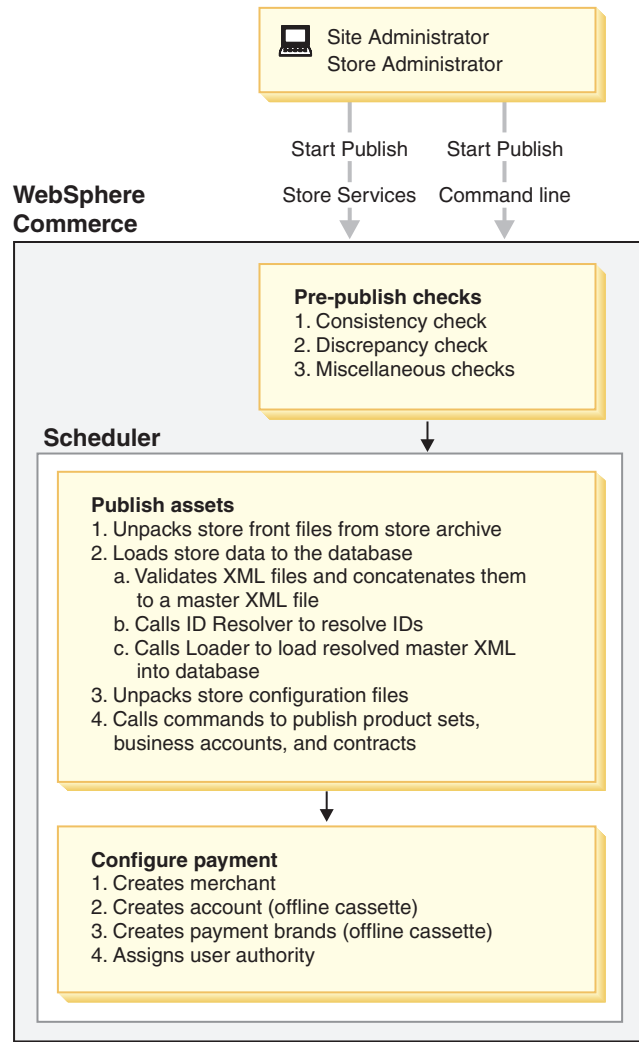 Site Administrator
Store Administrator
Start Publish
Start Publish
Store Services
Command line
WebSphere
Commerce
Pre-publish checks
1. Consistency check
2. Discrepancy check
3. Miscellaneous checks
Scheduler
Publish assets
1. Unpacks store front files from store archive
2. Loads store data to the database
a. Validates XML files and concatenates them
to a master XML file
b. Calls ID Resolver to resolve IDs
c. Calls Loader to load resolved master XML
into database
3. Unpacks store configuration files
4. Calls commands to publish product sets,
business accounts, and contracts
Configure payment
1. Creates merchant
2. Creates account (offline cassette)
3. Creates payment brands (offline cassette)
4. Assigns user authority